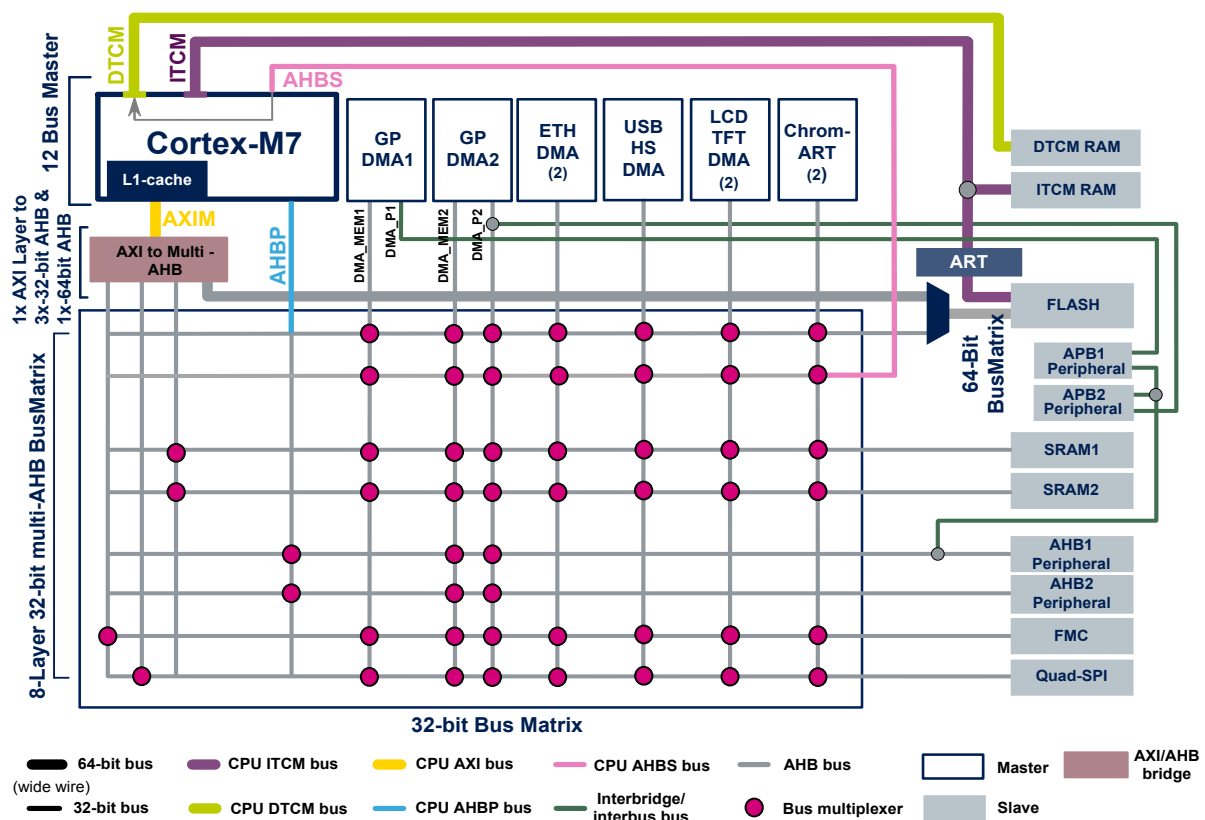 DTCM
ITCM
AHBS
12 Bus Master
Cortex-M7
L1-cache
GP
DMA1
GP
DMA2
ETH
DMA
(2)
USB
HS
DMA
LCD
TFT
DMA
(2)
Chrom-
ART
(2)
DTCM RAM
ITCM RAM
1x AXI Layer to
3x-32-bit AHB &
1x-64bit AHB
AXIM
AXI to Multi -
AHB
AHBP
DMA_MEM1
DMA_P1
DMA_MEM2
DMA_P2
ART
FLASH
64-Bit
BusMatrix
APB1
Peripheral
APB2
Peripheral
8-Layer 32-bit multi-AHB BusMatrix
SRAM1
SRAM2
AHB1
Peripheral
AHB2
Peripheral
FMC
Quad-SPI
32-bit Bus Matrix
64-bit bus
(wide wire)
CPU ITCM bus
CPU AXI bus
CPU AHBS bus
AHB bus
Master
AXI/AHB
bridge
32-bit bus
CPU DTCM bus
CPU AHBP bus
Interbridge/
interbus bus
Bus multiplexer
Slave